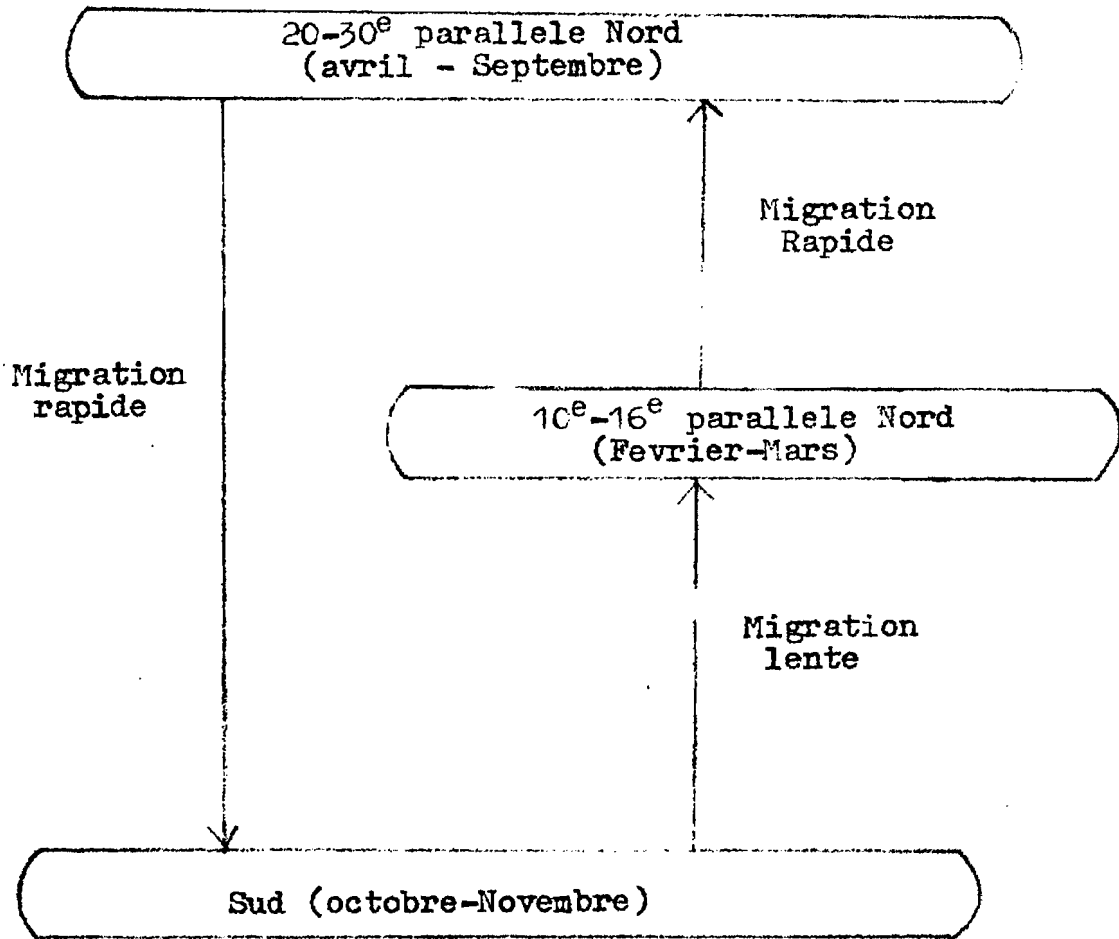 20-30e parallele Nord
(avril - Septembre)
Migration
Rapide
Migration
rapide
10e-16e parallele Nord
(Fevrier-Mars)
Migration
lente
Sud (octobre-Novembre)